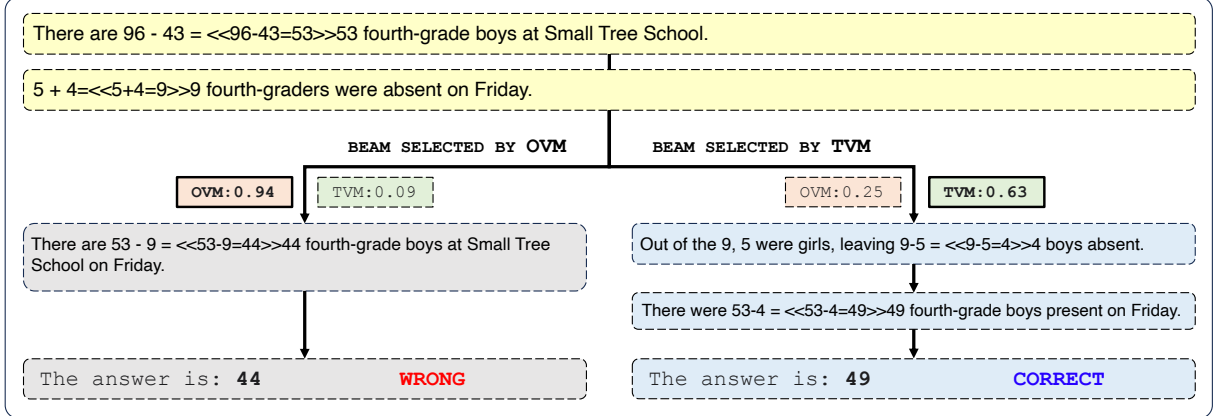 There are 96 - 43 = <<96-43=53>>53 fourth-grade boys at Small Tree School.
5 + 4=<<5+4=9>>9 fourth-graders were absent on Friday.
BEAM SELECTED BY OVM
BEAM SELECTED BY TVM
OVM:0.94
TVM:0.09
OVM:0.25
TVM:0.63
There are 53 - 9 = <<53-9=44>>44 fourth-grade boys at Small Tree
School on Friday.
Out of the 9, 5 were girls, leaving 9-5 = <<9-5=4>>4 boys absent.
There were 53-4 = <<53-4=49>>49 fourth-grade boys present on Friday.
The answer is: 44 WRONG
The answer is: 49 CORRECT